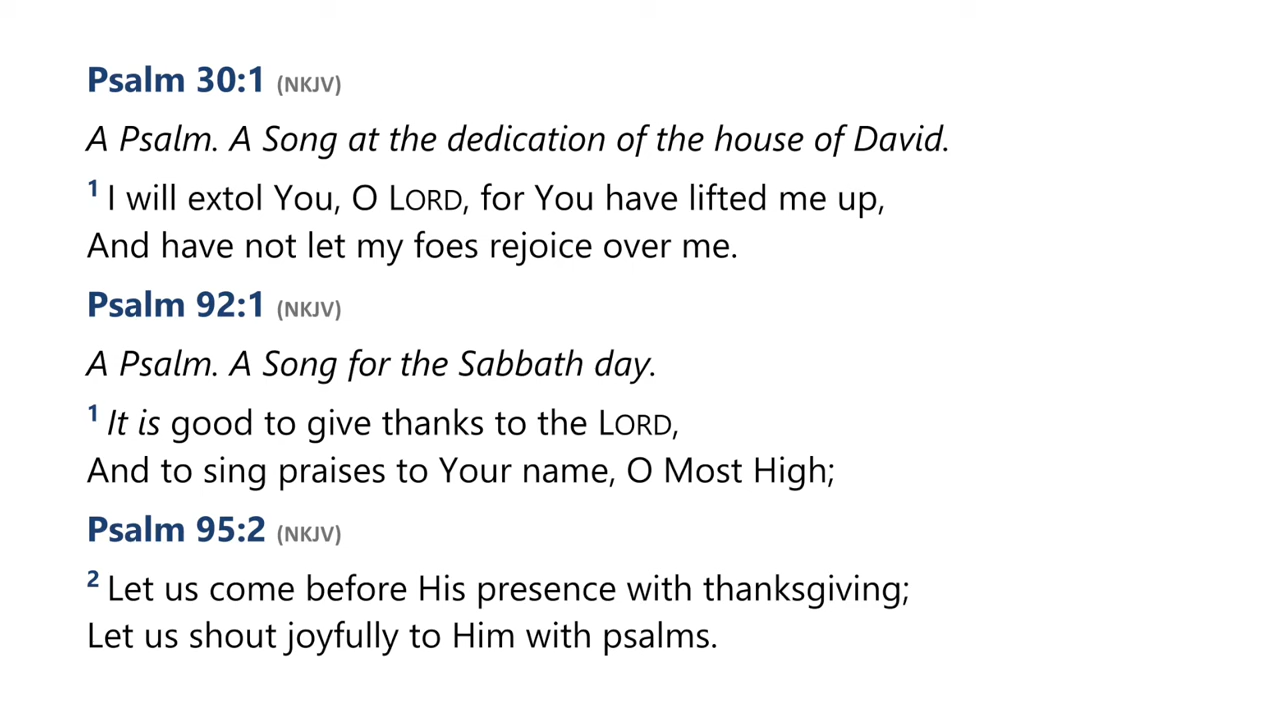 Psalm 30:1 (NKJV)
A Psalm. A Song at the dedication of the house of David.
1 I will extol You, O LORD, for You have lifted me up,
And have not let my foes rejoice over me.
Psalm 92:1 (NKJV)
A Psalm. A Song for the Sabbath day.
1 It is good to give thanks to the LORD,
And to sing praises to Your name, O Most High;
Psalm 95:2 (NKJV)
2 Let us come before His presence with thanksgiving;
Let us shout joyfully to Him with psalms.